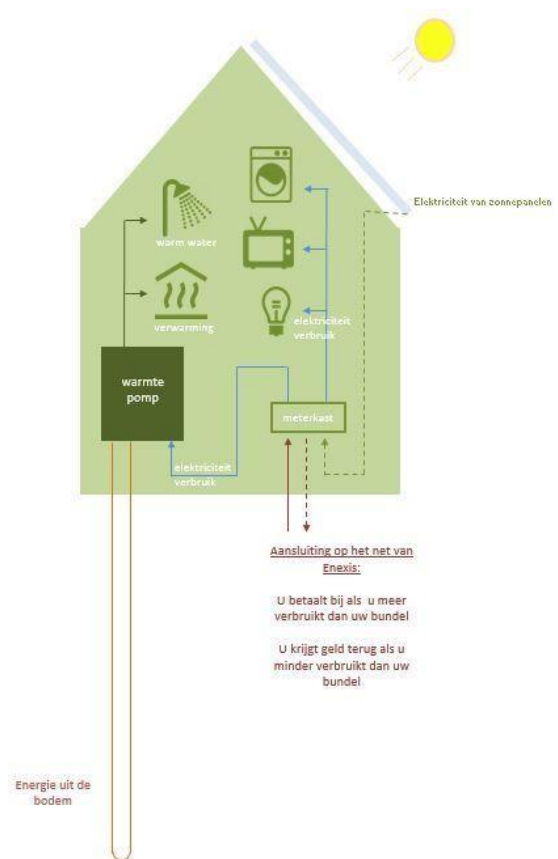 Elektriciteit van zonnepanelen
warm water
verwarming
elektriciteit
verbruik
warmte
pomp
meterkast
elektriciteit
verbruik
Aansluiting op het net van
Enexis:
U betaalt bij als u meer
verbruikt dan uw bundel
U krijgt geld terug als u
minder verbruikt dan uw
bundel
Energie uit de
bodem